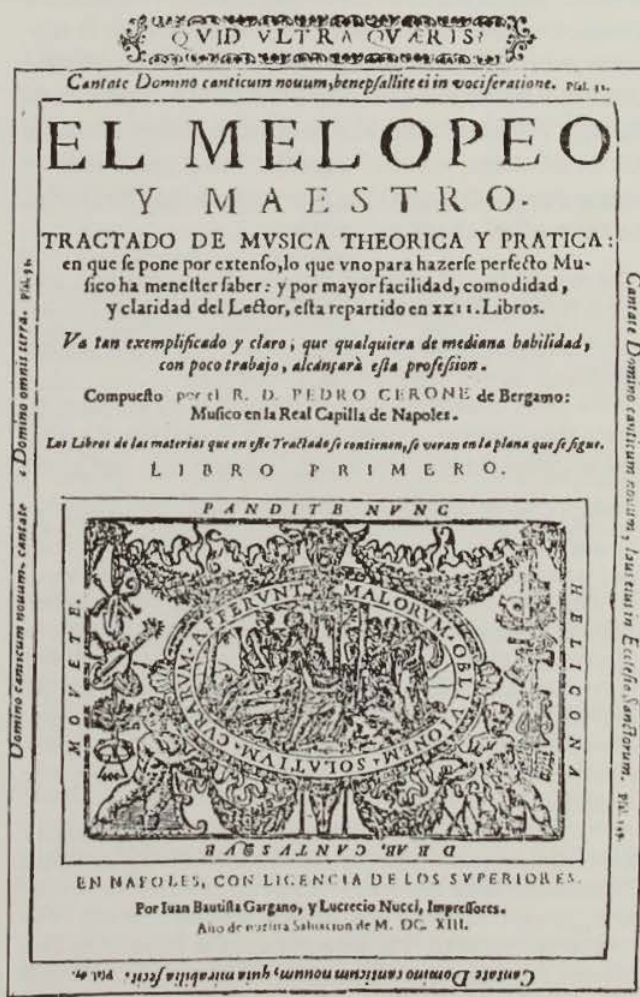 QVID VLTRA QVÆRIS?
Cantate Domino canticum nouum, benepſallite ei in vociferatione. Pſal. 32.
EL MELOPEO
Y MAESTRO.
TRACTADO DE MVSICA THEORICA Y PRATICA:
en que ſe pone por extenſo, lo que vno para hazerſe perfecto Mu-
ſico ha meneſter ſaber: y por mayor facilidad, comodidad,
y claridad del Lector, eſta repartido en XXII. Libros.
Va tan exemplificado y claro, que qualquiera de mediana habilidad,
con poco trabajo, alcançarà eſta profeſsion.
Compueſto por el R. D. PEDRO CERONE de Bergamo:
Muſico en la Real Capilla de Napoles.
Los Libros de las materias que en eſte Tractado ſe contienen, ſe veran en la plana que ſe ſigue.
LIBRO PRIMERO.
PANDITE NVNC
HELICONA
DEAE, CANTVSQVE
MOVETE.
AFFERVNT MALORVM OBLIVIONEM SOLATIVM CVRARVM
EN NAPOLES, CON LICENCIA DE LOS SVPERIORES.
Por Iuan Bautiſta Gargano, y Lucrecio Nucci, Impreſſores.
Año de nueſtra Saluacion de M. DC. XIII.
Cantate Domino canticum nouum, laus eius in Eccleſia Sanctorum. Pſal. 149.
Cantate Domino canticum nouum, quia mirabilia fecit. Pſal. 97.
Domino canticum nouum, cantate Domino omnis terra. Pſal.